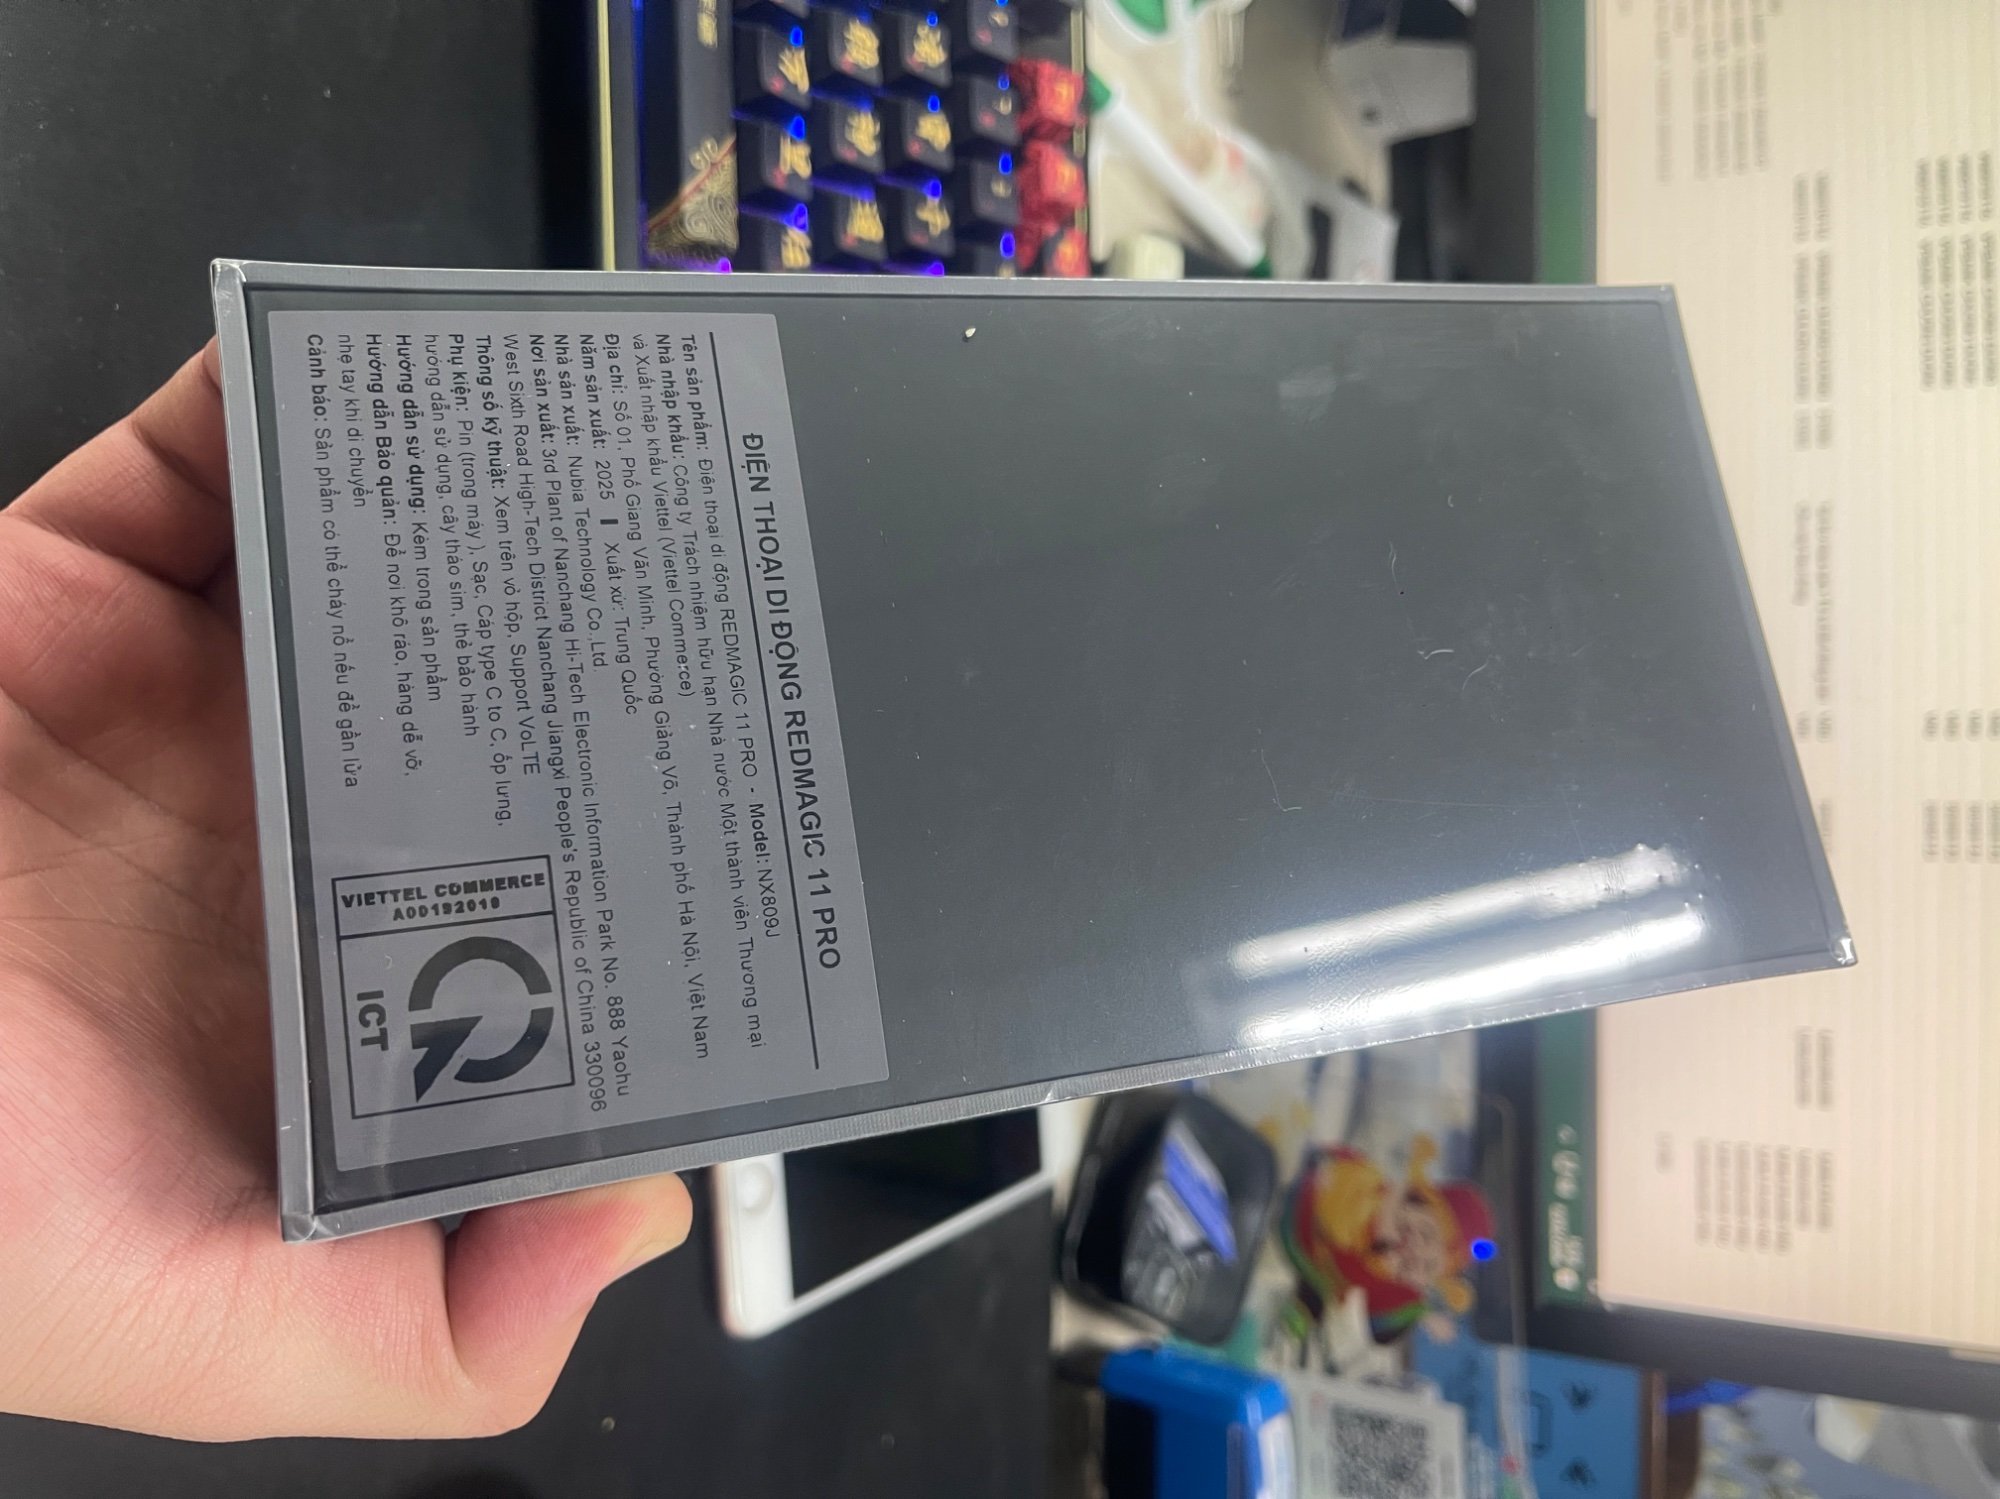 ĐIỆN THOẠI DI ĐỘNG REDMAGIC 11 PRO
Tên sản phẩm: Điện thoại di động REDMAGIC 11 PRO - Model: NX809J
Nhà nhập khẩu: Công ty Trách nhiệm hữu hạn Nhà nước Một thành viên Thương mại
và Xuất nhập khẩu Viettel (Viettel Commerce)
Địa chỉ: Số 01, Phố Giang Văn Minh, Phường Giảng Võ, Thành phố Hà Nội, Việt Nam
Năm sản xuất: 2025 | Xuất xứ: Trung Quốc
Nhà sản xuất: Nubia Technology Co.,Ltd.
Nơi sản xuất: 3rd Plant of Nanchang Hi-Tech Electronic Information Park No. 888 Yaohu
West Sixth Road High-Tech District Nanchang Jiangxi People's Republic of China 330096
Thông số kỹ thuật: Xem trên vỏ hộp, Support VoLTE
Phụ kiện: Pin (trong máy ), Sạc, Cáp type C to C, ốp lưng,
hướng dẫn sử dụng, cây tháo sim, thẻ bảo hành
Hướng dẫn sử dụng: Kèm trong sản phẩm
Hướng dẫn Bảo quản: Để nơi khô ráo, hàng dễ vỡ,
nhẹ tay khi di chuyển
Cảnh báo: Sản phẩm có thể cháy nổ nếu để gần lửa
VIETTEL COMMERCE
A00192019
ICT